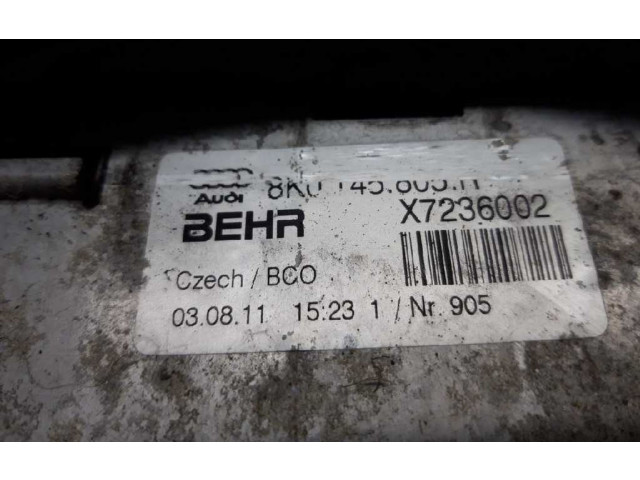 Audi
BEHR X7236002
Czech / BCO
03.08.11 15:23 1 / Nr. 905